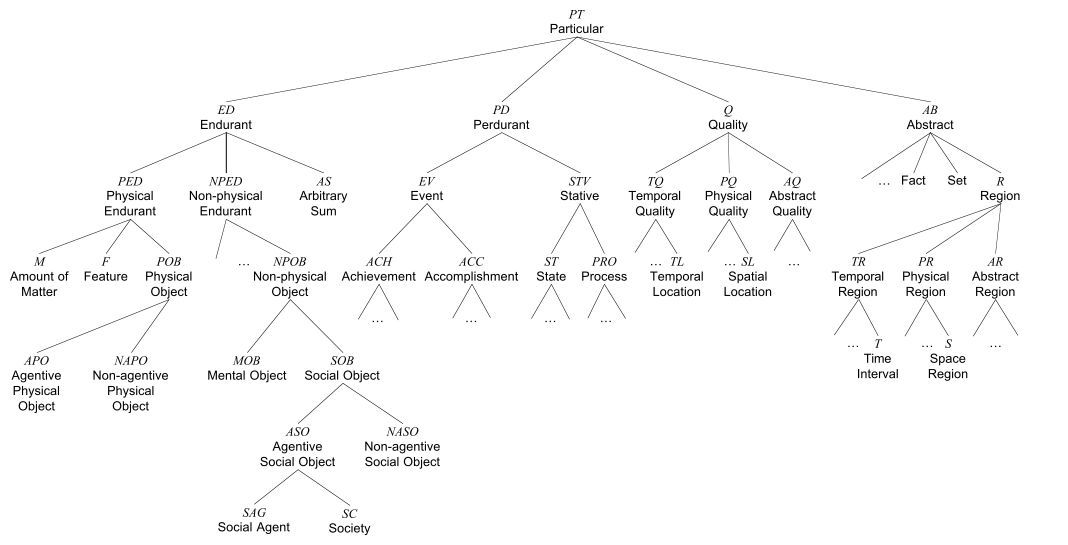 PT
Particular
ED
Endurant
PD
Perdurant
Q
Quality
AB
Abstract
PED
Physical
Endurant
NPED
Non-physical
Endurant
AS
Arbitrary
Sum
EV
Event
STV
Stative
TQ
Temporal
Quality
PQ
Physical
Quality
AQ
Abstract
Quality
… Fact
Set
R
Region
M
Amount of
Matter
F
Feature
POB
Physical
Object
…
NPOB
Non-physical
Object
ACH
Achievement
…
ACC
Accomplishment
…
ST
State
…
PRO
Process
…
… TL
Temporal
Location
… SL
Spatial
Location
…
TR
Temporal
Region
PR
Physical
Region
AR
Abstract
Region
… T
Time
Interval
… S
Space
Region
…
APO
Agentive
Physical
Object
NAPO
Non-agentive
Physical
Object
MOB
Mental Object
SOB
Social Object
ASO
Agentive
Social Object
NASO
Non-agentive
Social Object
SAG
Social Agent
SC
Society